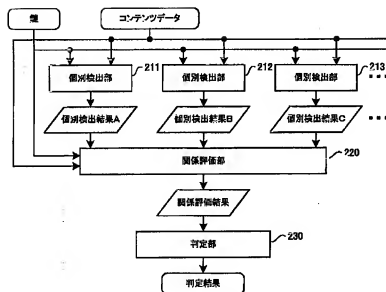 鍵
コンテンツデータ
個別検出部
211
個別検出部
212
個別検出部
213
個別検出結果A
個別検出結果B
個別検出結果C
関係評価部
220
関係評価結果
判定部
230
判定結果